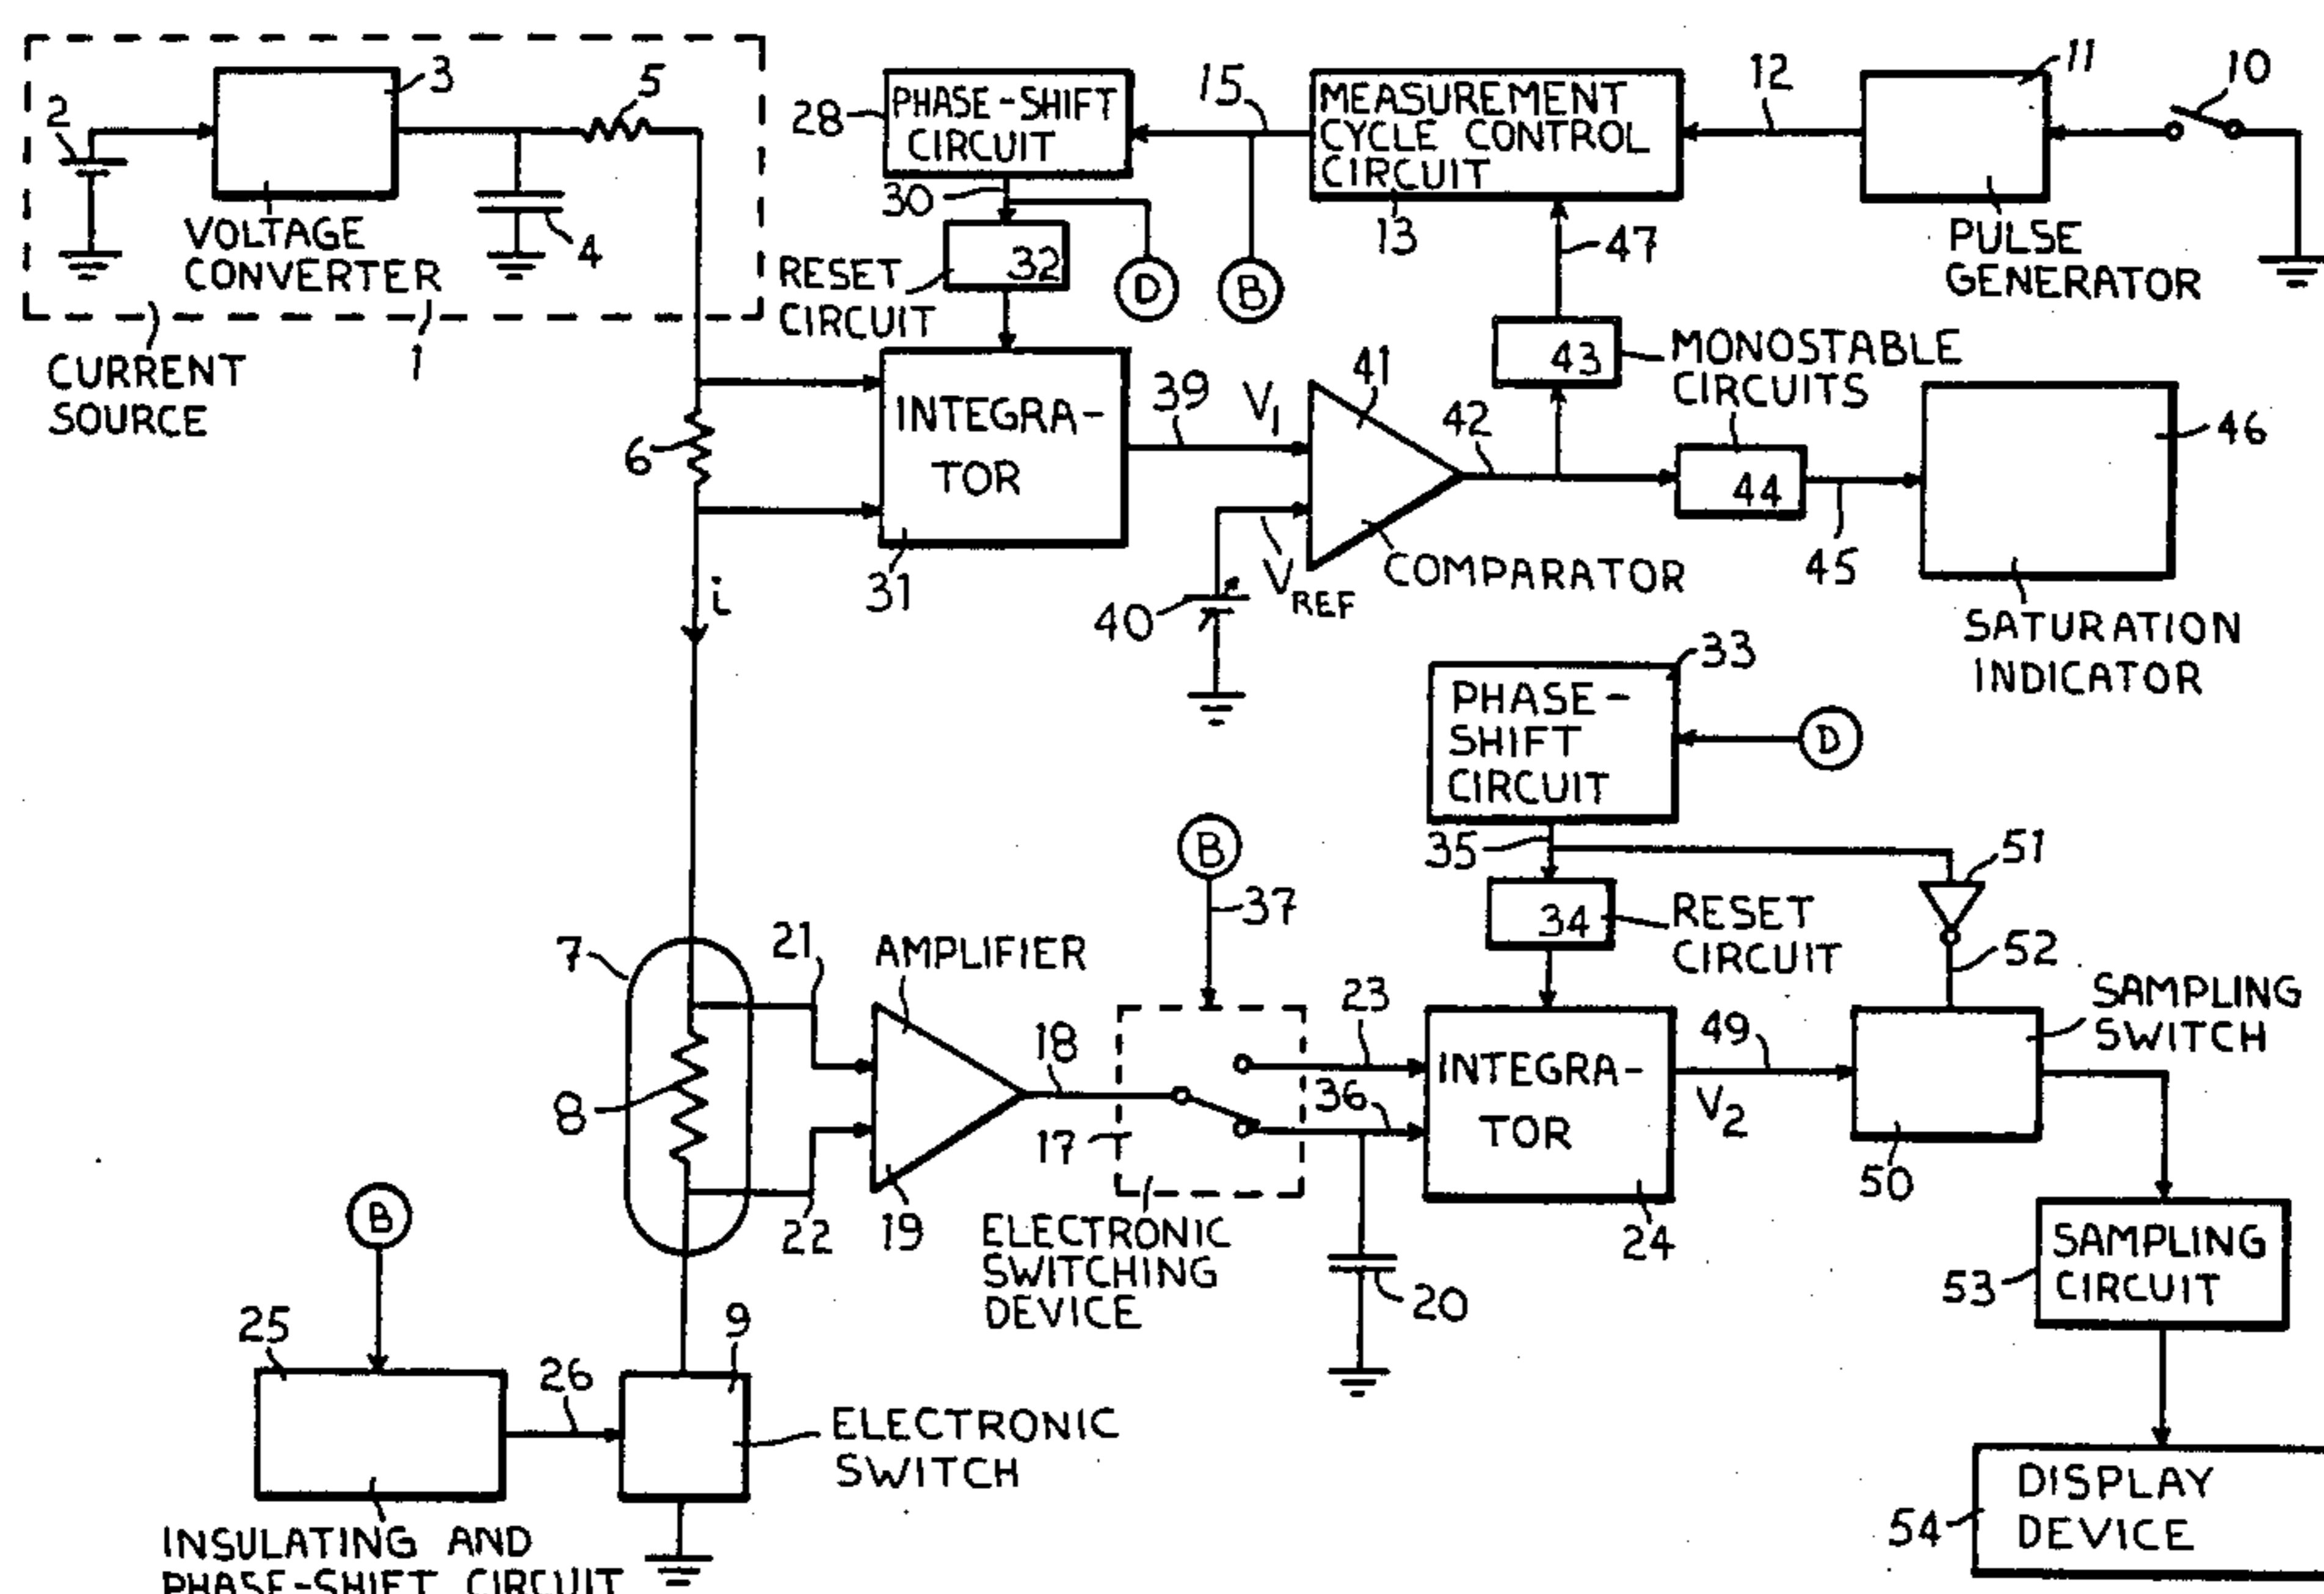 2
3
5
VOLTAGE
CONVERTER
4
CURRENT
SOURCE
1
28
PHASE-SHIFT
CIRCUIT
30
RESET
CIRCUIT
32
D
15
B
MEASUREMENT
CYCLE CONTROL
CIRCUIT
13
12
11
10
PULSE
GENERATOR
47
43
MONOSTABLE
CIRCUITS
6
INTEGRA-
TOR
31
39
V1
41
42
44
45
46
40
VREF
COMPARATOR
SATURATION
INDICATOR
i
33
PHASE-
SHIFT
CIRCUIT
D
35
51
B
37
34
RESET
CIRCUIT
52
7
21
AMPLIFIER
8
18
17
23
36
INTEGRA-
TOR
49
V2
SAMPLING
SWITCH
50
22
19
ELECTRONIC
SWITCHING
DEVICE
20
24
53
SAMPLING
CIRCUIT
B
25
26
9
ELECTRONIC
SWITCH
INSULATING AND
PHASE-SHIFT CIRCUIT
54
DISPLAY
DEVICE